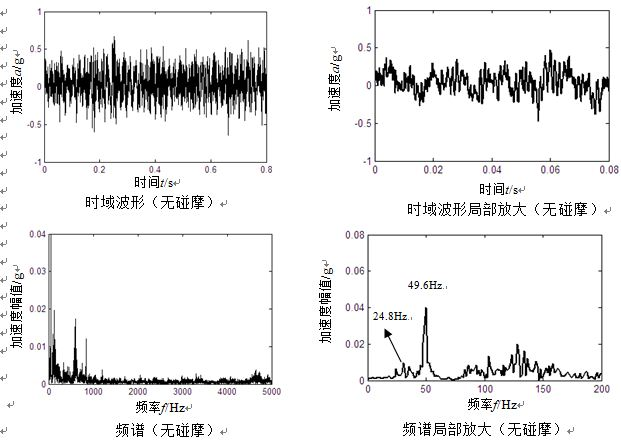 加速度a/g
1
0.5
0
-0.5
-1
0
0.2
0.4
0.6
0.8
时间t/s
时域波形（无碰摩）
加速度a/g
1
0.5
0
-0.5
-1
0
0.02
0.04
0.06
0.08
时间t/s
时域波形局部放大（无碰摩）
加速度幅值/g
0.04
0.03
0.02
0.01
0
0
1000
2000
3000
4000
5000
频率f/Hz
频谱（无碰摩）
加速度幅值/g
0.08
0.06
0.04
0.02
0
49.6Hz
24.8Hz
0
50
100
150
200
频率f/Hz
频谱局部放大（无碰摩）